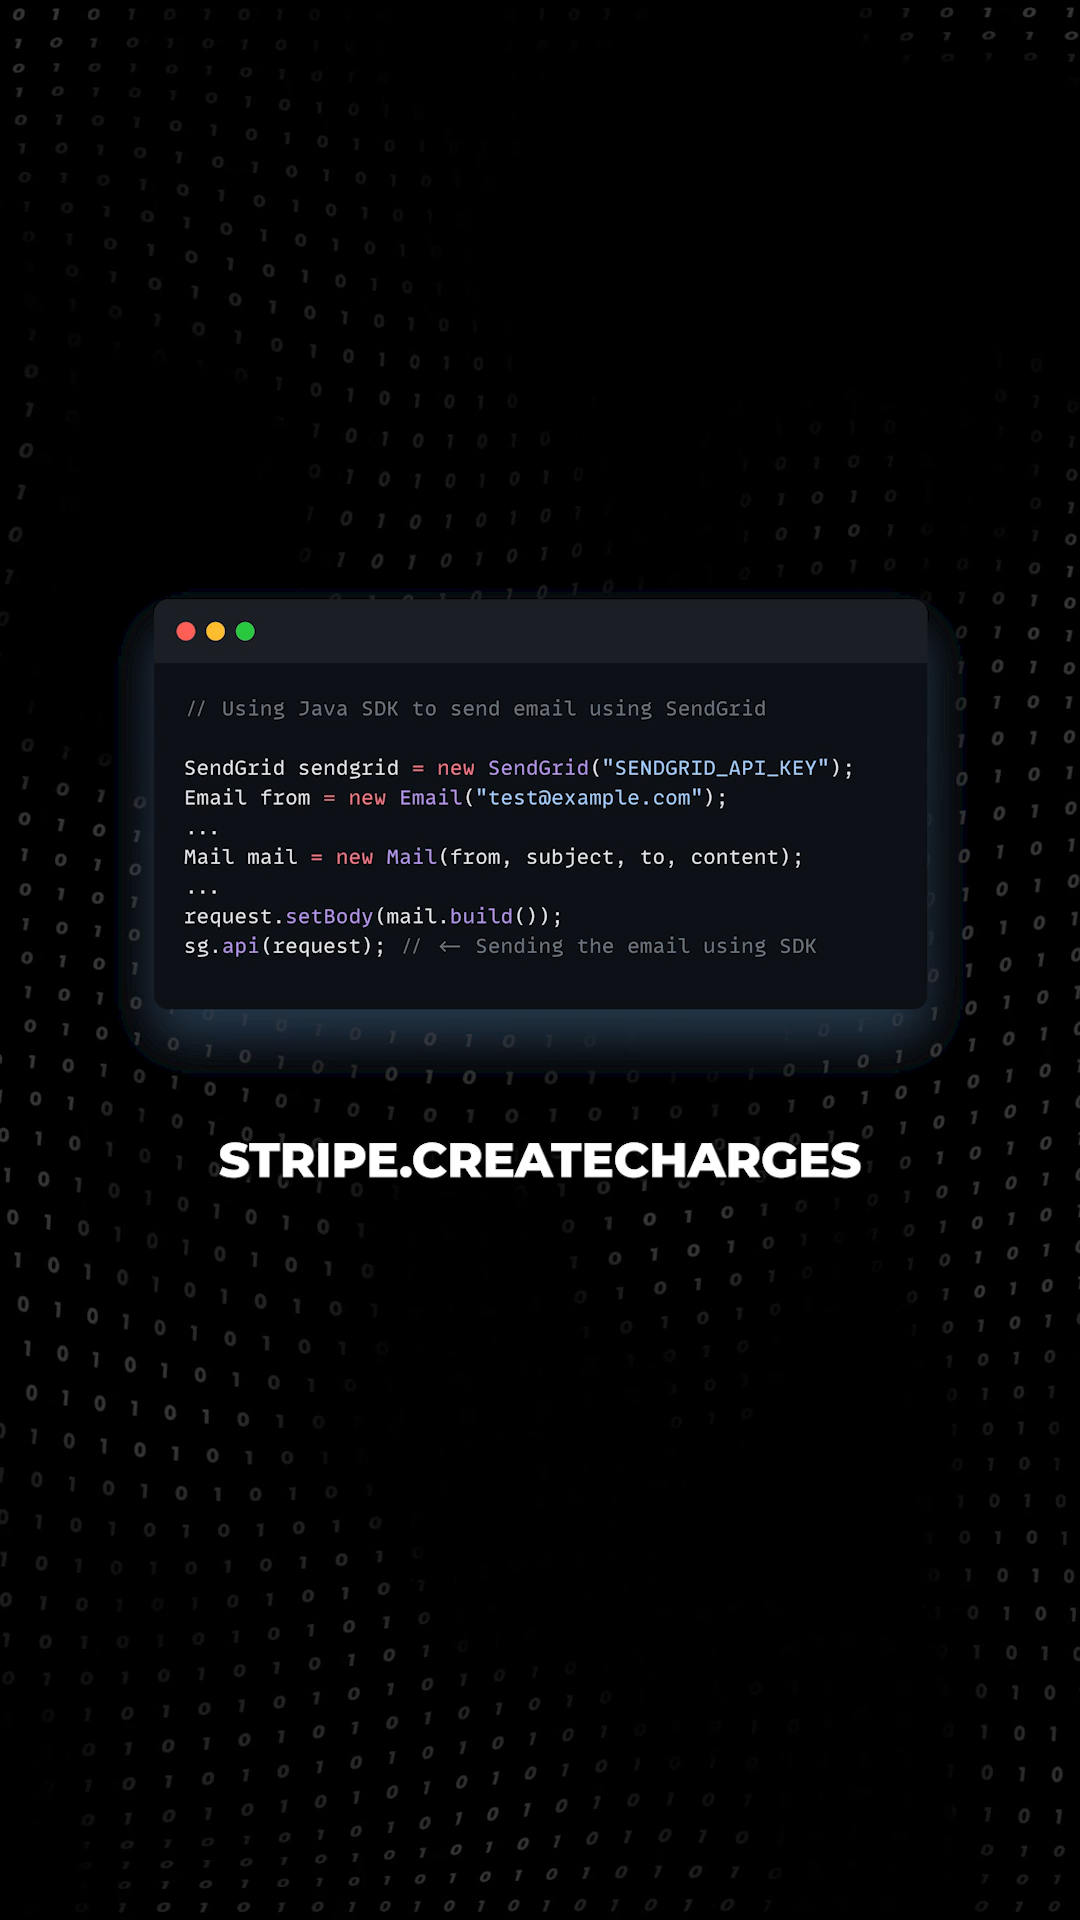 // Using Java SDK to send email using SendGrid
SendGrid sendgrid = new SendGrid("SENDGRID_API_KEY");
Email from = new Email("test@example.com");
...
Mail mail = new Mail(from, subject, to, content);
...
request.setBody(mail.build());
sg.api(request); // <- Sending the email using SDK
STRIPE.CREATECHARGES